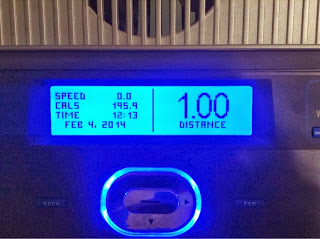 SPEED 0.0
CALS 195.9
TIME 12:13
FEB 4, 2014
1.00
DISTANCE